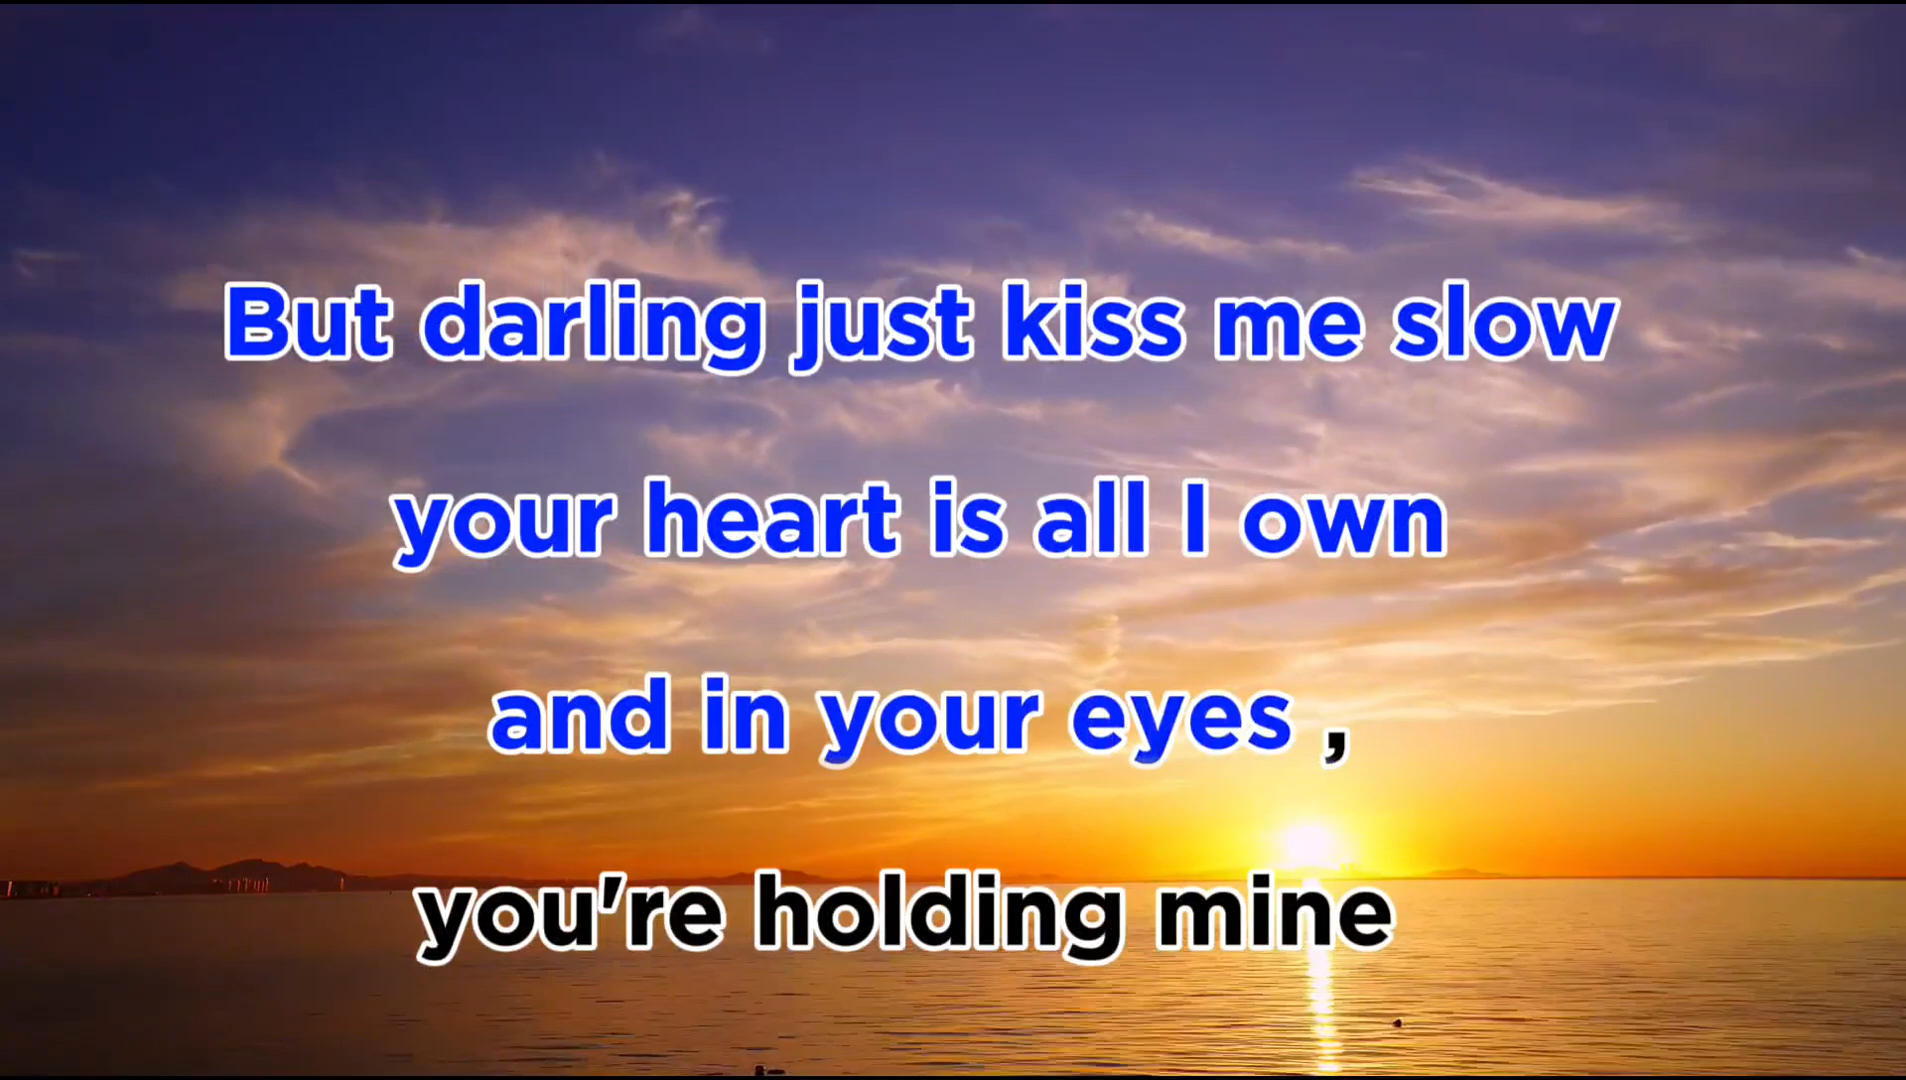 But darling just kiss me slow
your heart is all I own
and in your eyes ,
you're holding mine